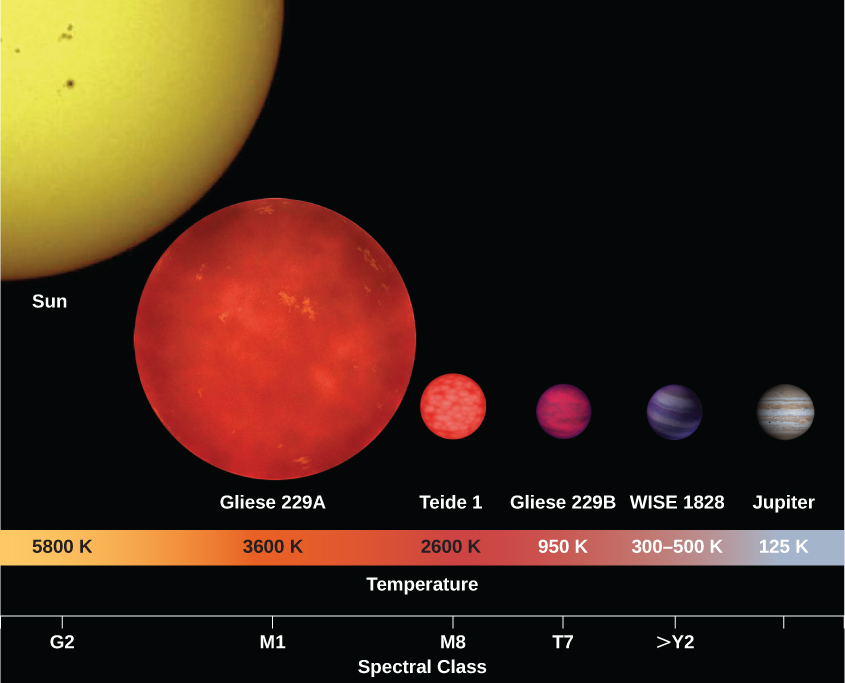 Sun
Gliese 229A Teide 1 Gliese 229B WISE 1828 Jupiter
5800 K 3600 K 2600 K 950 K 300–500 K 125 K
Temperature
G2 M1 M8 T7 >Y2
Spectral Class